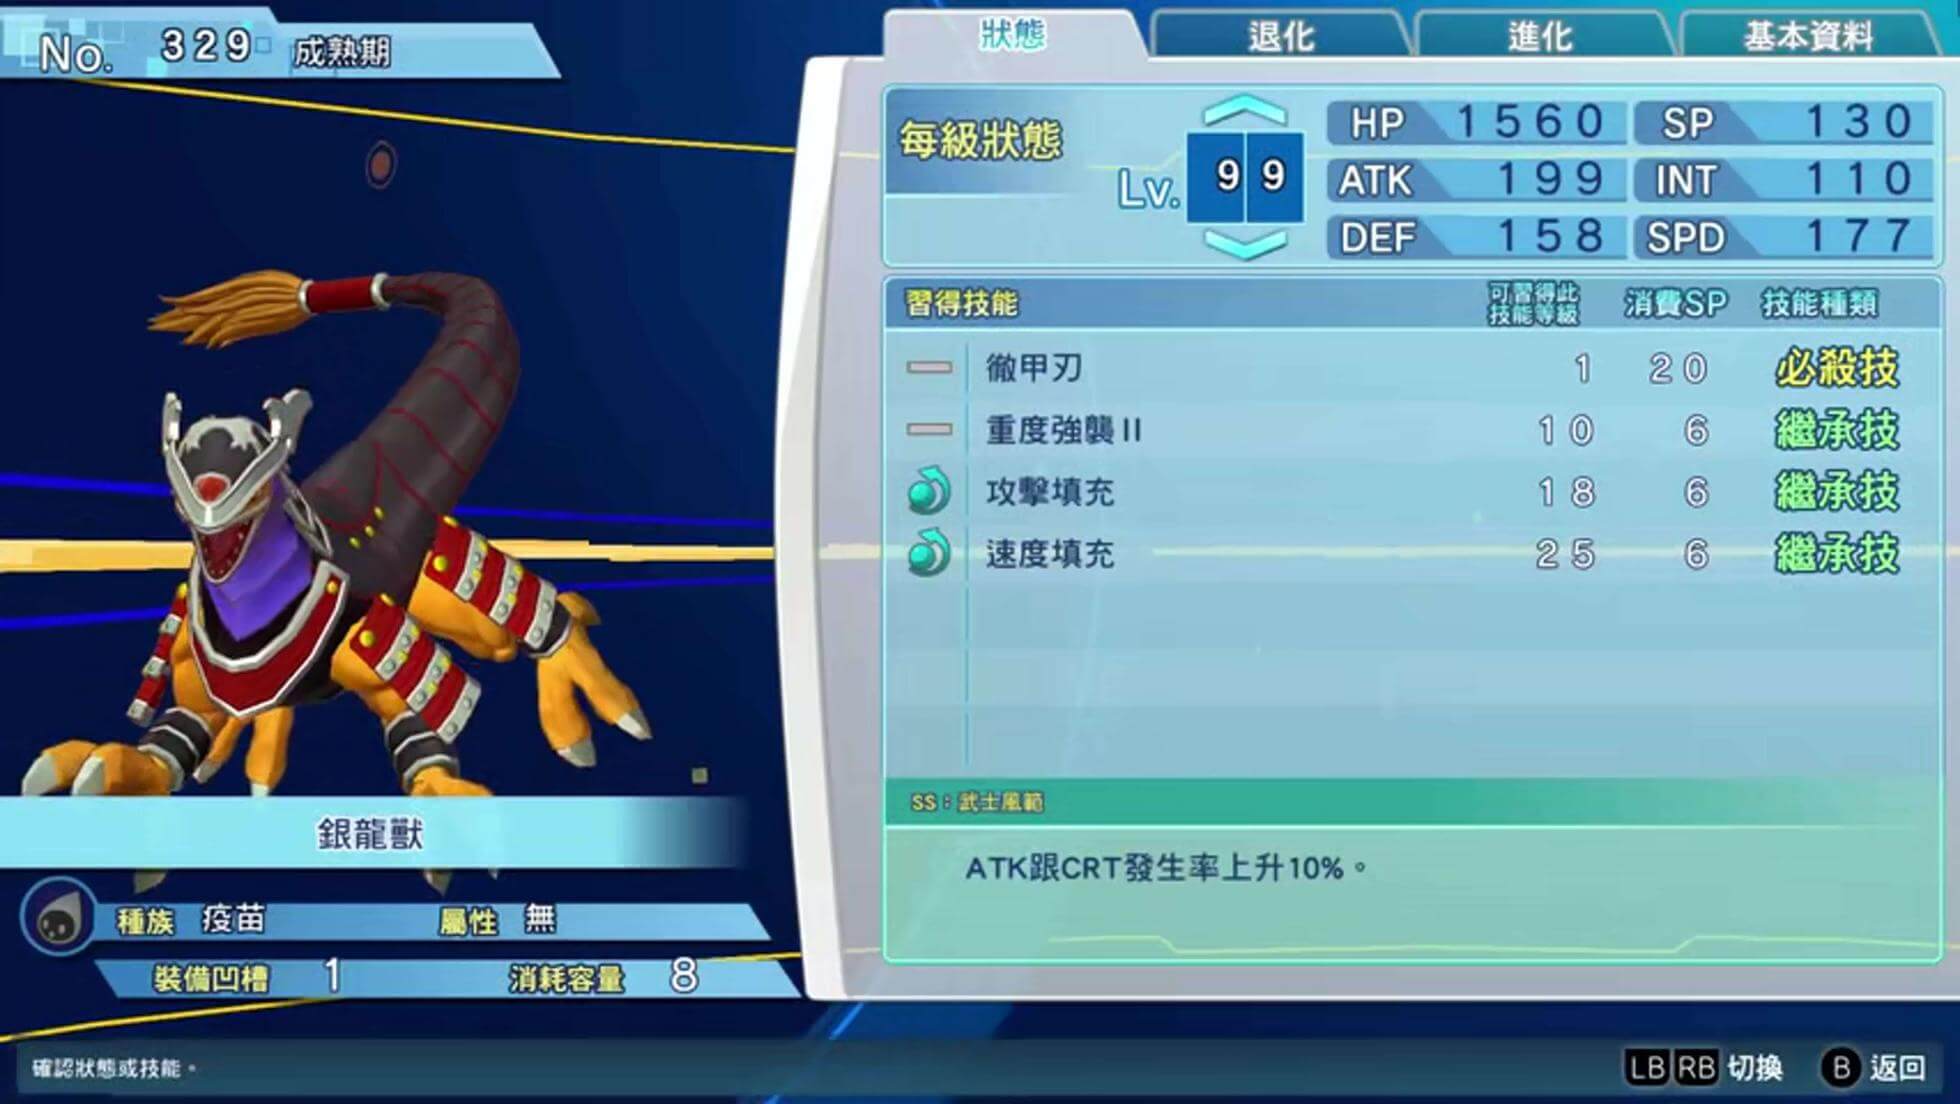 No. 329 成熟期
狀態 退化 進化 基本資料
每級狀態
Lv. 99
HP 1560 SP 130
ATK 199 INT 110
DEF 158 SPD 177
習得技能 可習得此技能等級 消費SP 技能種類
徹甲刃 1 20 必殺技
重度強襲II 10 6 繼承技
攻擊填充 18 6 繼承技
速度填充 25 6 繼承技
SS：武士風範
ATK跟CRT發生率上升10%。
銀龍獸
種族 疫苗 屬性 無
裝備凹槽 1 消耗容量 8
確認狀態或技能。
LB RB 切換 B 返回